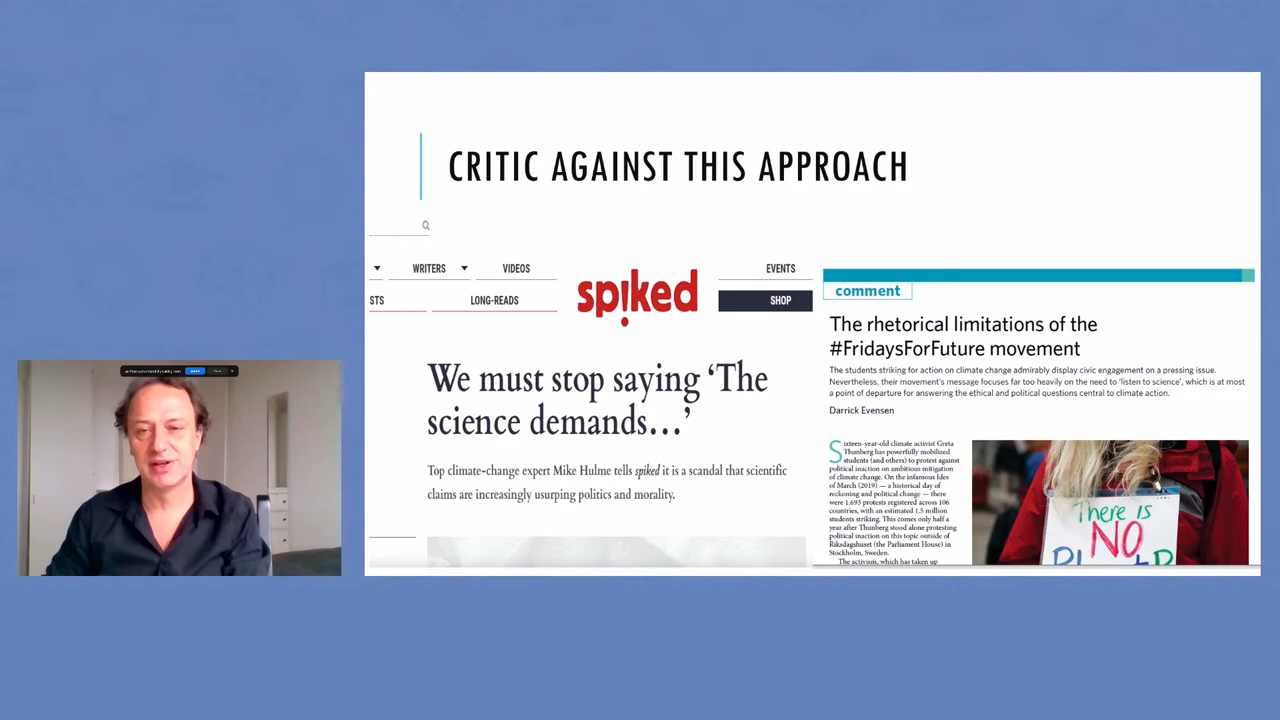 CRITIC AGAINST THIS APPROACH
WRITERS
VIDEOS
EVENTS
STS
LONG-READS
spiked
SHOP
We must stop saying ‘The
science demands…’
Top climate-change expert Mike Hulme tells spiked it is a scandal that scientific
claims are increasingly usurping politics and morality.
comment
The rhetorical limitations of the
#FridaysForFuture movement
The students striking for action on climate change admirably display civic engagement on a pressing issue.
Nevertheless, their movement's message focuses far too heavily on the need to 'listen to science', which is at most
a point of departure for answering the ethical and political questions central to climate action.
Darrick Evensen
Sixteen-year-old climate activist Greta
Thunberg has powerfully mobilized
students (and others) to protest against
political inaction on ambitious mitigation
of climate change. On the infamous Ides
of March (2019) — a historical day of
reckoning and political change — there
were 1,693 protests registered across 106
countries, with an estimated 1.5 million
students striking. This comes only half a
year after Thunberg stood alone protesting
political inaction on this topic outside of
Riksdagshuset (the Parliament House) in
Stockholm, Sweden.
The activism, which has taken up
There is
NO